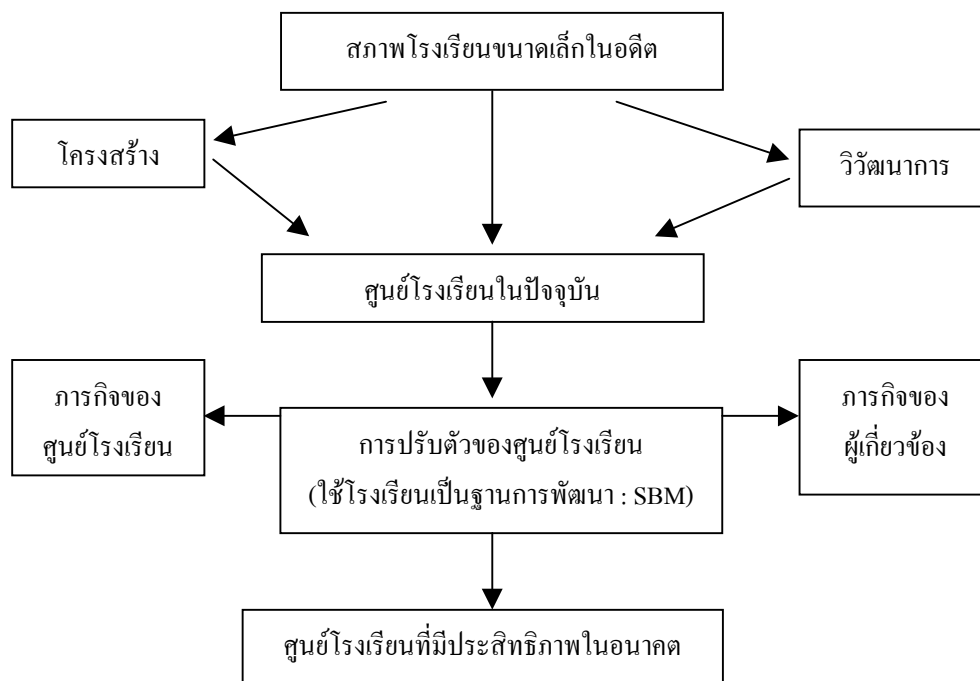 สภาพโรงเรียนขนาดเล็กในอดีต
โครงสร้าง
วิวัฒนาการ
ศูนย์โรงเรียนในปัจจุบัน
ภารกิจของ
ศูนย์โรงเรียน
การปรับตัวของศูนย์โรงเรียน
(ใช้โรงเรียนเป็นฐานการพัฒนา : SBM)
ภารกิจของ
ผู้เกี่ยวข้อง
ศูนย์โรงเรียนที่มีประสิทธิภาพในอนาคต